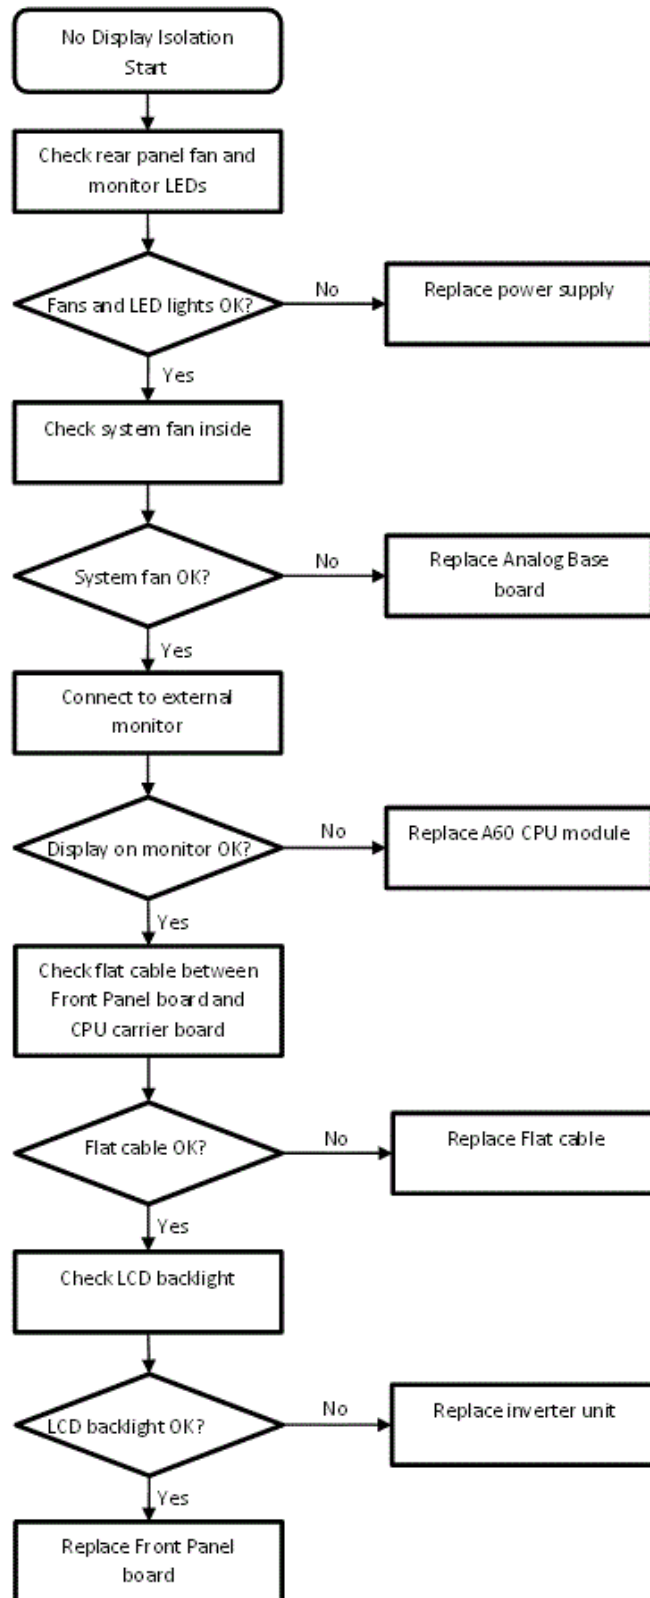 No Display Isolation
Start
Check rear panel fan and
monitor LEDs
Fans and LED lights OK?
No
Replace power supply
Yes
Check system fan inside
System fan OK?
No
Replace Analog Base
board
Yes
Connect to external
monitor
Display on monitor OK?
No
Replace A60 CPU module
Yes
Check flat cable between
Front Panel board and
CPU carrier board
Flat cable OK?
No
Replace Flat cable
Yes
Check LCD backlight
LCD backlight OK?
No
Replace inverter unit
Yes
Replace Front Panel
board